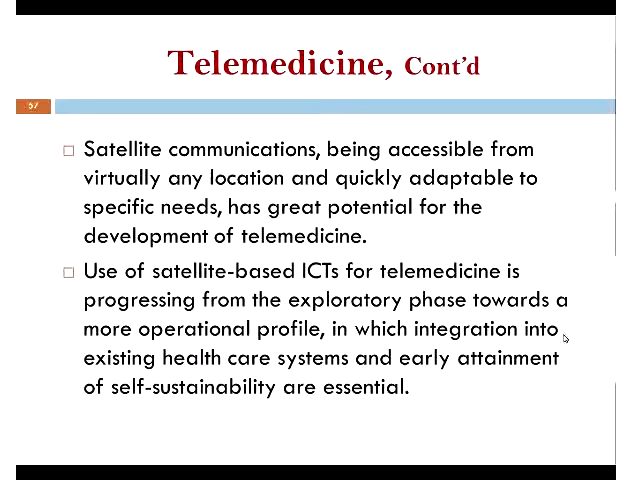 Telemedicine, Cont'd
57
Satellite communications, being accessible from
virtually any location and quickly adaptable to
specific needs, has great potential for the
development of telemedicine.
Use of satellite-based ICTs for telemedicine is
progressing from the exploratory phase towards a
more operational profile, in which integration into
existing health care systems and early attainment
of self-sustainability are essential.